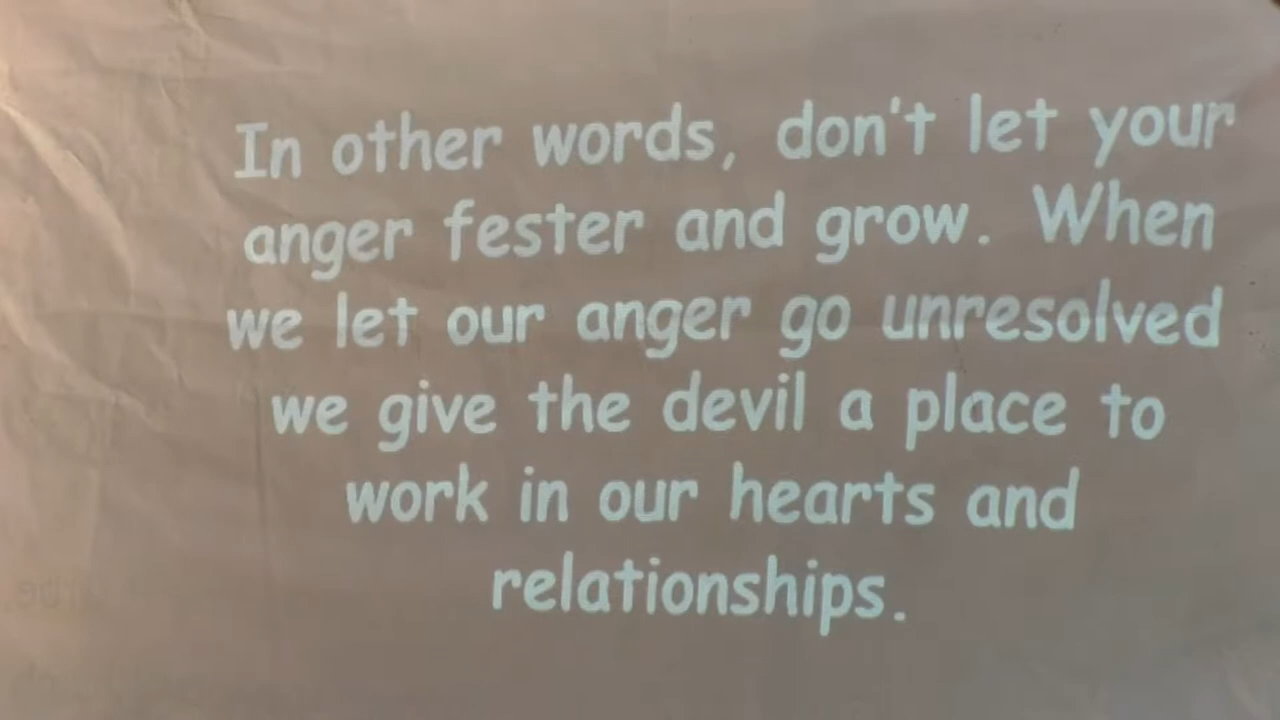 In other words, don't let your
anger fester and grow. When
we let our anger go unresolved
we give the devil a place to
work in our hearts and
relationships.